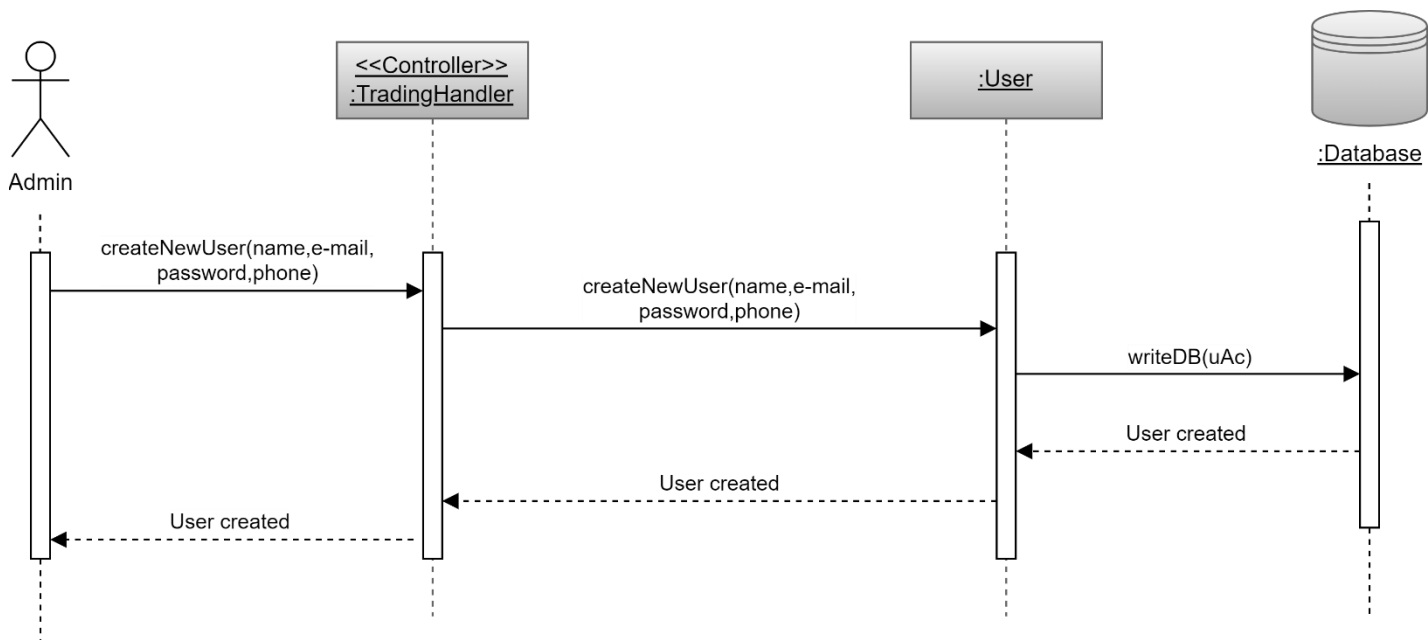 <<Controller>>
:TradingHandler
:User
:Database
Admin
createNewUser(name,e-mail,
password,phone)
createNewUser(name,e-mail,
password,phone)
writeDB(uAc)
User created
User created
User created